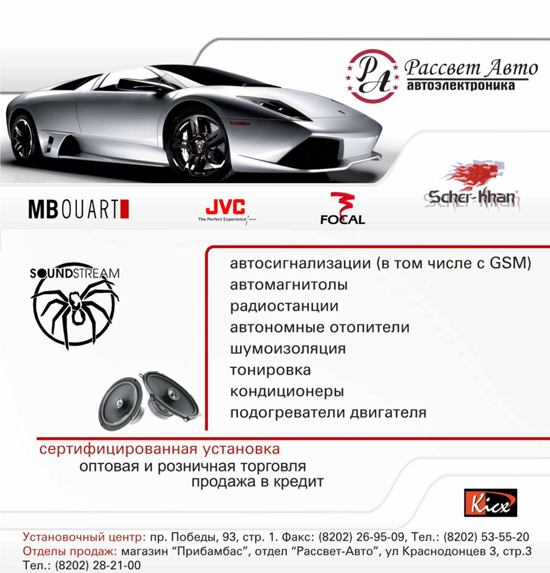 РА Рассвет Авто
автоэлектроника
MB QUART
JVC
The Perfect Experience
FOCAL
Scher-Khan
SOUNDSTREAM
автосигнализации (в том числе с GSM)
автомагнитолы
радиостанции
автономные отопители
шумоизоляция
тонировка
кондиционеры
подогреватели двигателя
сертифицированная установка
оптовая и розничная торговля
продажа в кредит
Kicx
Установочный центр: пр. Победы, 93, стр. 1. Факс: (8202) 26-95-09, Тел.: (8202) 53-55-20
Отделы продаж: магазин “Прибамбас”, отдел “Рассвет-Авто”, ул Краснодонцев 3, стр.3
Тел.: (8202) 28-21-00